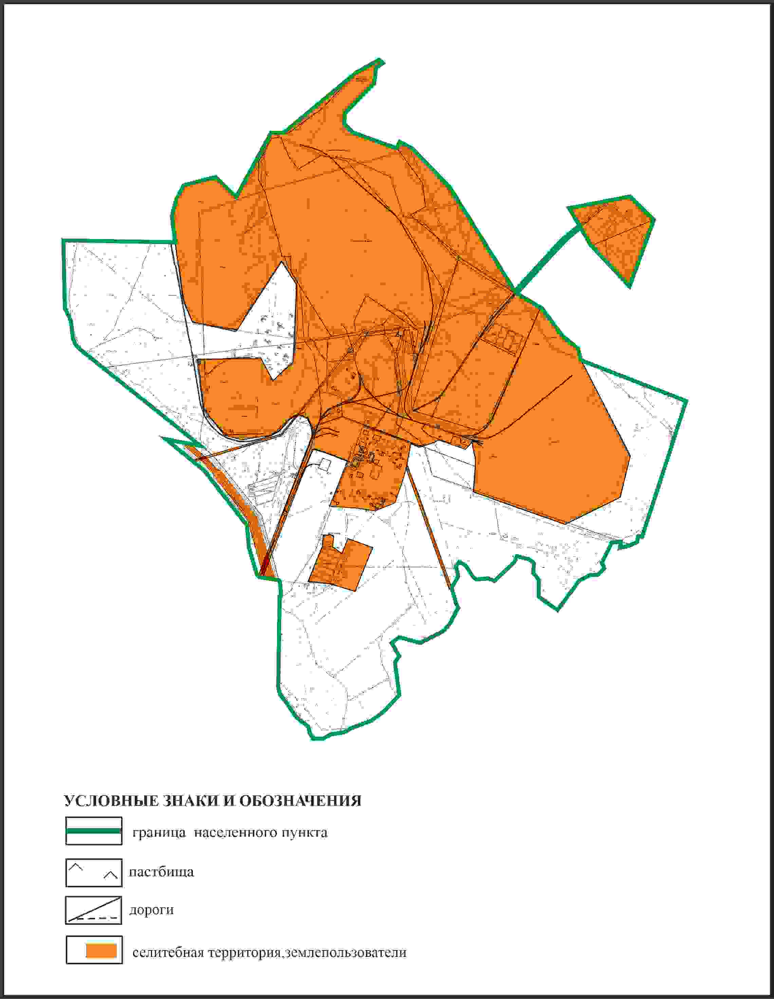 УСЛОВНЫЕ ЗНАКИ И ОБОЗНАЧЕНИЯ
граница населенного пункта
пастбища
дороги
селитебная территория,землепользователи